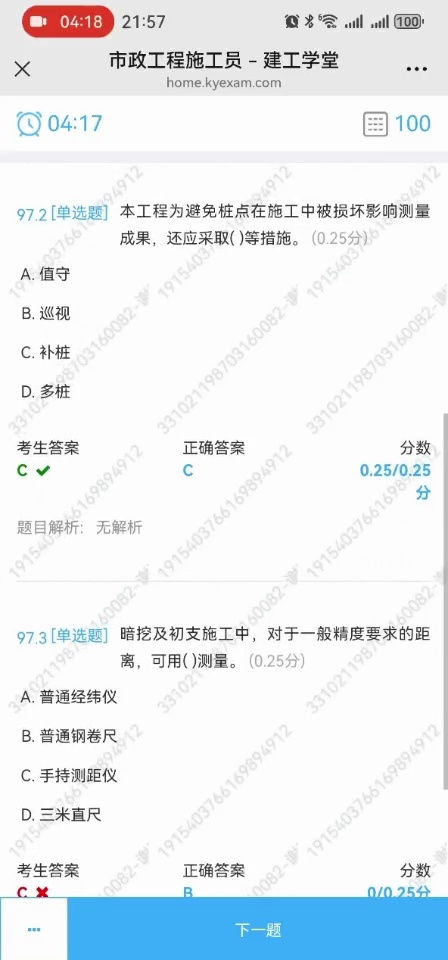 04:18 21:57 100
市政工程施工员 – 建工学堂
home.kyexam.com
04:17 100
97.2 [单选题] 本工程为避免桩点在施工中被损坏影响测量
成果，还应采取( )等措施。 (0.25分)
A. 值守
B. 巡视
C. 补桩
D. 多桩
考生答案 正确答案 分数
C C 0.25/0.25
分
题目解析: 无解析
97.3 [单选题] 暗挖及初支施工中，对于一般精度要求的距
离，可用( )测量。 (0.25分)
A. 普通经纬仪
B. 普通钢卷尺
C. 手持测距仪
D. 三米直尺
考生答案 正确答案 分数
C B 0/0.25分
下一题
331021198703160082-
1915403766169894912